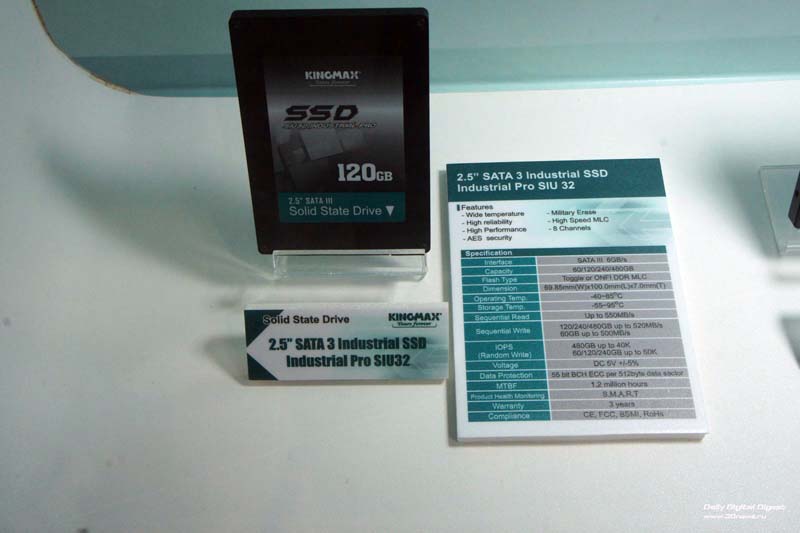 KINGMAX
SSD
120GB
2.5" SATA III
Solid State Drive
Solid State Drive
KINGMAX
Yours forever
2.5" SATA 3 Industrial SSD
Industrial Pro SIU32
2.5" SATA 3 Industrial SSD
Industrial Pro SIU 32
Features
- Wide temperature
- High reliability
- High Performance
- AES security
- Military Erase
- High Speed MLC
- 8 Channels
Specification
Interface SATA III 6GB/s
Capacity 60/120/240/480GB
Flash Type Toggle or ONFI DDR MLC
Dimension 69.85mm(W)x100.0mm(L)x7.0mm(T)
Operating Temp. -40~85°C
Storage Temp. -55~95°C
Sequential Read Up to 550MB/s
Sequential Write 120/240/480GB up to 520MB/s
60GB up to 500MB/s
IOPS 480GB up to 40K
(Random Write) 60/120/240GB up to 50K
Voltage DC 5V +/-5%
Data Protection 55 bit BCH ECC per 512byte data sector
MTBF 1.2 million hours
Product Health Monitoring S.M.A.R.T
Warranty 3 years
Compliance CE, FCC, BSMI, RoHs
Daily Digital Digest
www.3Dnews.ru